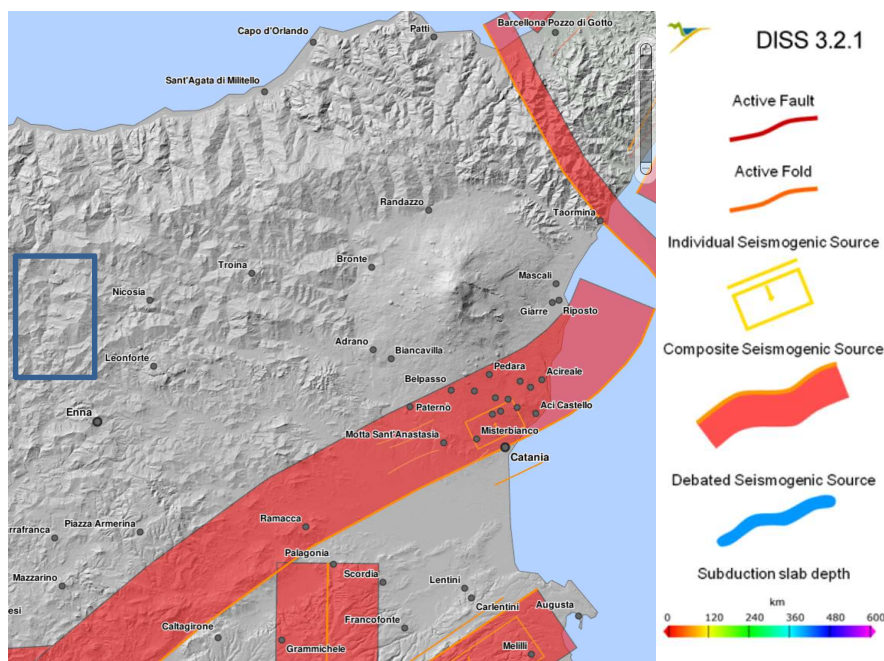 Barcellona Pozzo di Gotto
Patti
Capo d'Orlando
Sant'Agata di Militello
Randazzo
Taormina
Troina
Bronte
Mascali
Nicosia
Giarre
Riposto
Adrano
Biancavilla
Leonforte
Pedara
Acireale
Belpasso
Enna
Paternò
Aci Castello
Motta Sant'Anastasia
Misterbianco
Catania
Ramacca
Piazza Armerina
rrafranca
Palagonia
Scordia
Mazzarino
Lentini
Carlentini
Augusta
esi
Caltagirone
Francofonte
Grammichele
Melilli
DISS 3.2.1
Active Fault
Active Fold
Individual Seismogenic Source
Composite Seismogenic Source
Debated Seismogenic Source
Subduction slab depth
km
0 120 240 360 480 600